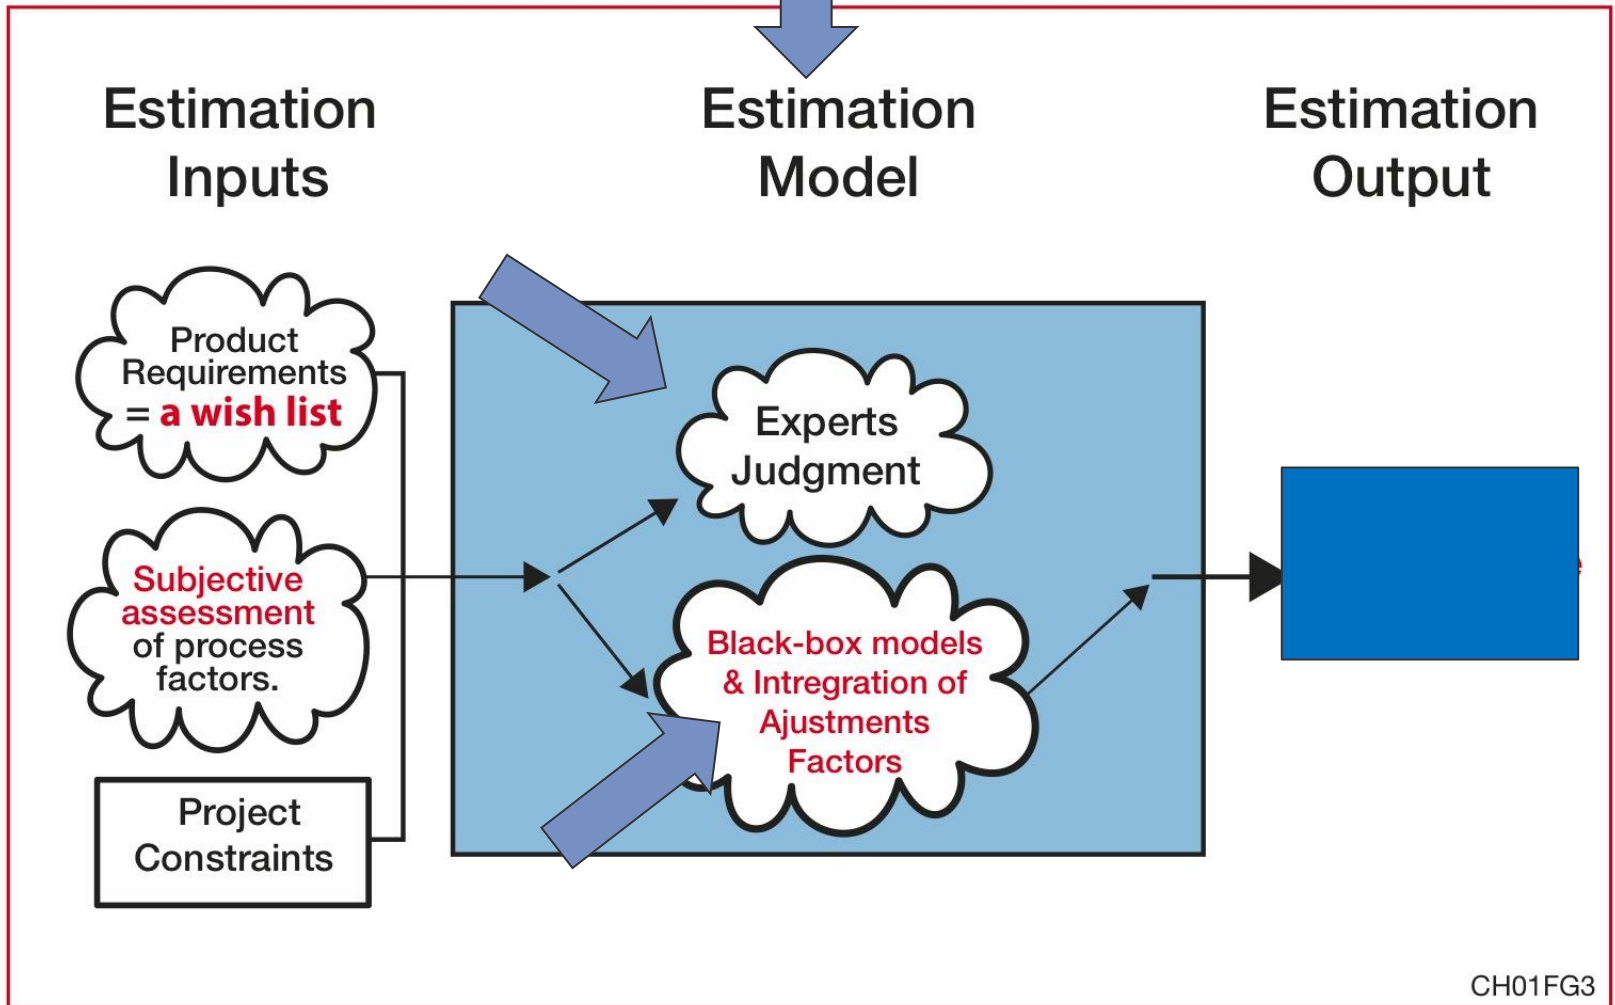 Estimation
Inputs
Estimation
Model
Estimation
Output
Product
Requirements
= a wish list
Subjective
assessment
of process
factors.
Project
Constraints
Experts
Judgment
Black-box models
& Intregration of
Ajustments
Factors
CH01FG3